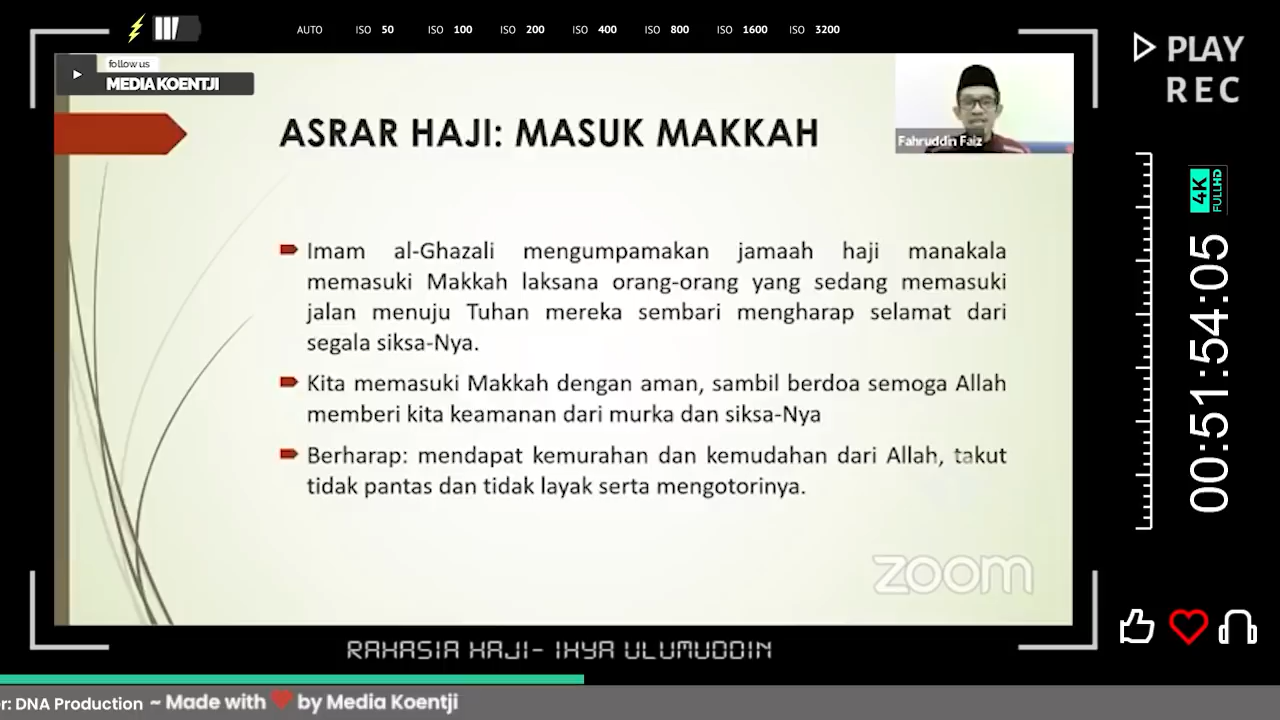 AUTO ISO 50 ISO 100 ISO 200 ISO 400 ISO 800 ISO 1600 ISO 3200
PLAY
REC
follow us
MEDIA KOENTJI
ASRAR HAJI: MASUK MAKKAH
Fahruddin Faiz
4K
FULLHD
00:51:54:05
Imam al-Ghazali mengumpamakan jamaah haji manakala
memasuki Makkah laksana orang-orang yang sedang memasuki
jalan menuju Tuhan mereka sembari mengharap selamat dari
segala siksa-Nya.
Kita memasuki Makkah dengan aman, sambil berdoa semoga Allah
memberi kita keamanan dari murka dan siksa-Nya
Berharap: mendapat kemurahan dan kemudahan dari Allah, takut
tidak pantas dan tidak layak serta mengotorinya.
zoom
RAHASIA HAJI- IHYA ULUMUDDIN
r: DNA Production ~ Made with ❤ by Media Koentji